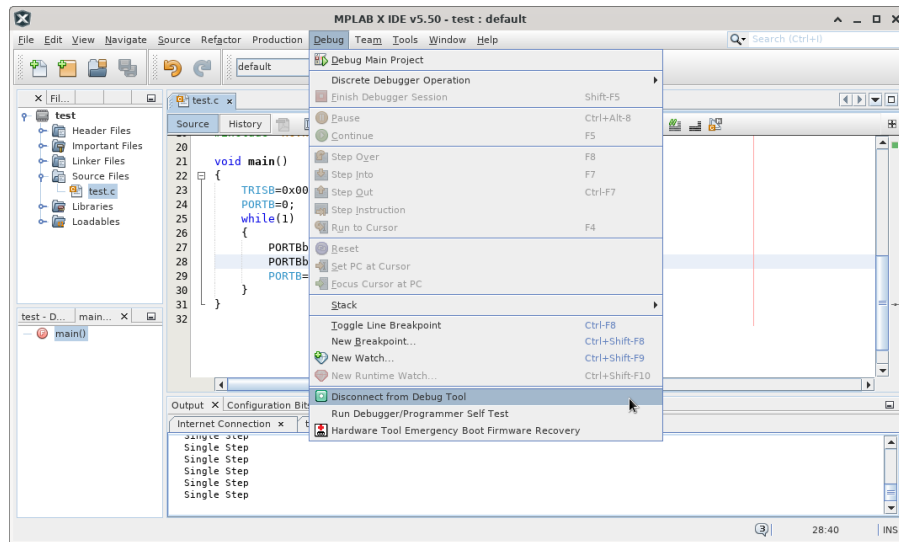 MPLAB X IDE v5.50 - test : default
File Edit View Navigate Source Refactor Production Debug Team Tools Window Help
Search (Ctrl+I)
default
Fil...
test
Header Files
Important Files
Linker Files
Source Files
test.c
Libraries
Loadables
test - D... main...
main()
test.c
Source History
20
21 void main()
22 {
23 TRISB=0x00
24 PORTB=0;
25 while(1)
26 {
27 PORTBb
28 PORTBb
29 PORTB=
30 }
31 }
32
Debug Main Project
Discrete Debugger Operation
Finish Debugger Session Shift-F5
Pause Ctrl+Alt-8
Continue F5
Step Over F8
Step Into F7
Step Out Ctrl-F7
Step Instruction
Run to Cursor F4
Reset
Set PC at Cursor
Focus Cursor at PC
Stack
Toggle Line Breakpoint Ctrl-F8
New Breakpoint... Ctrl+Shift-F8
New Watch... Ctrl+Shift-F9
New Runtime Watch... Ctrl+Shift-F10
Disconnect from Debug Tool
Run Debugger/Programmer Self Test
Hardware Tool Emergency Boot Firmware Recovery
Output Configuration Bit
Internet Connection
Single Step
Single Step
Single Step
Single Step
Single Step
Single Step
28:40 INS